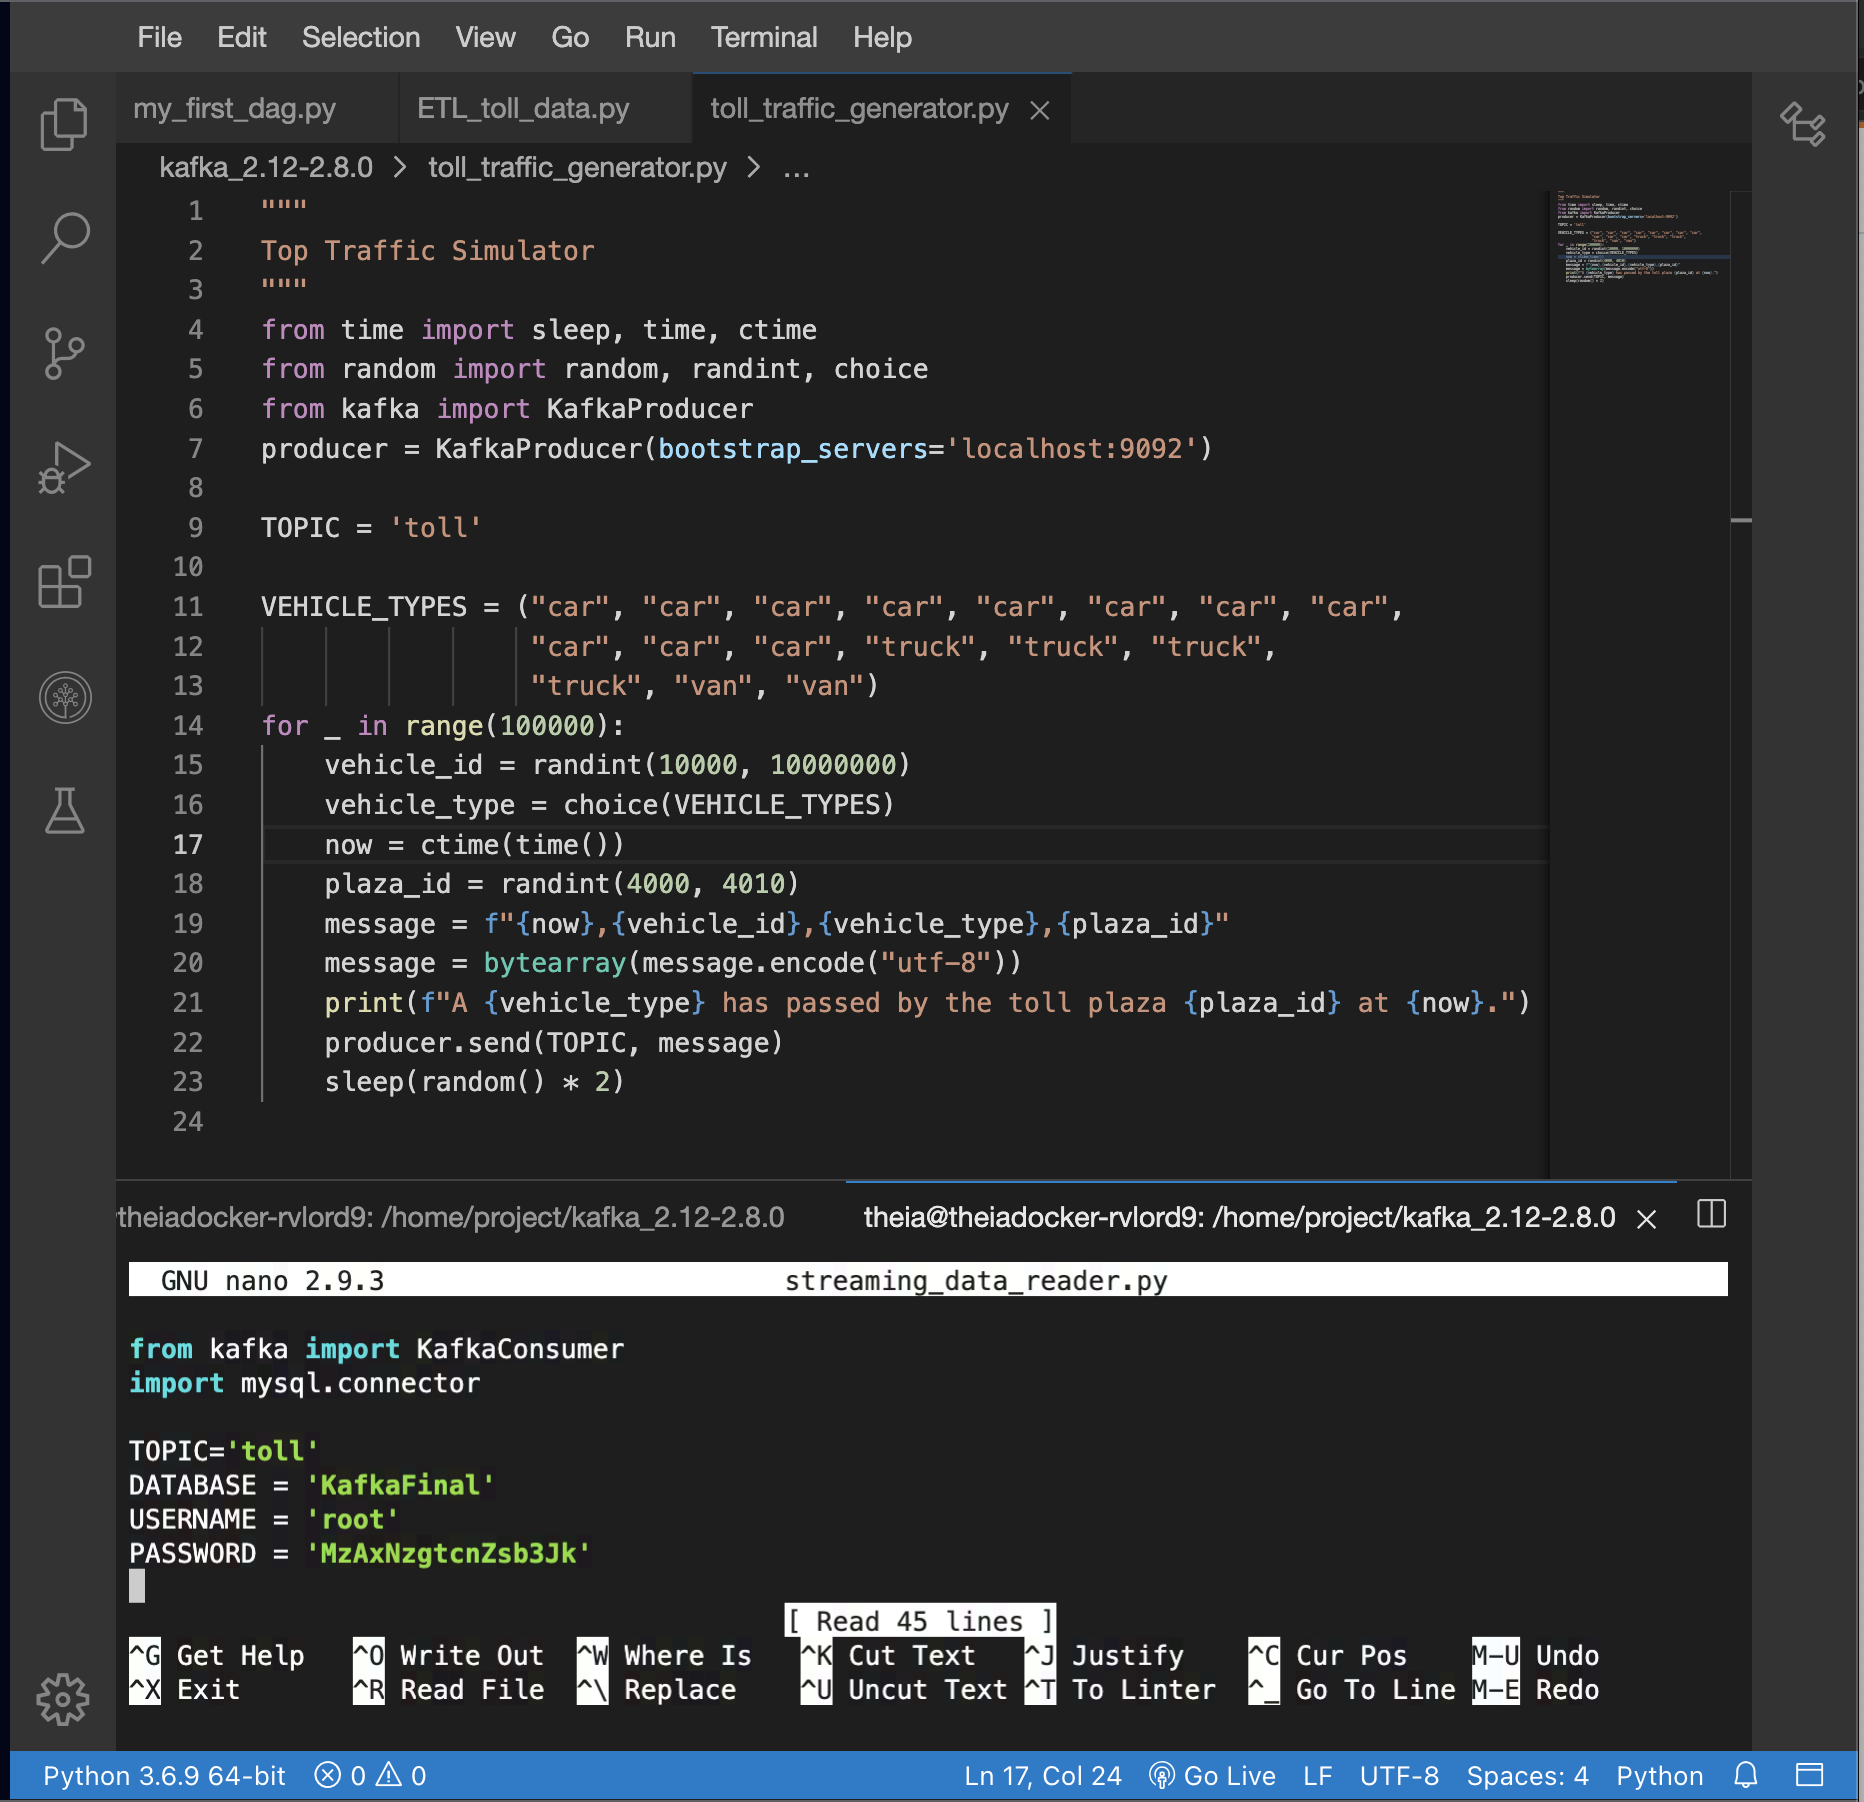 File Edit Selection View Go Run Terminal Help
my_first_dag.py ETL_toll_data.py toll_traffic_generator.py
kafka_2.12-2.8.0 > toll_traffic_generator.py > ...
1 """
2 Top Traffic Simulator
3 """
4 from time import sleep, time, ctime
5 from random import random, randint, choice
6 from kafka import KafkaProducer
7 producer = KafkaProducer(bootstrap_servers='localhost:9092')
8
9 TOPIC = 'toll'
10
11 VEHICLE_TYPES = ("car", "car", "car", "car", "car", "car", "car", "car",
12 "car", "car", "car", "truck", "truck", "truck",
13 "truck", "van", "van")
14 for _ in range(100000):
15 vehicle_id = randint(10000, 10000000)
16 vehicle_type = choice(VEHICLE_TYPES)
17 now = ctime(time())
18 plaza_id = randint(4000, 4010)
19 message = f"{now},{vehicle_id},{vehicle_type},{plaza_id}"
20 message = bytearray(message.encode("utf-8"))
21 print(f"A {vehicle_type} has passed by the toll plaza {plaza_id} at {now}.")
22 producer.send(TOPIC, message)
23 sleep(random() * 2)
24
theiadocker-rvlord9: /home/project/kafka_2.12-2.8.0 theia@theiadocker-rvlord9: /home/project/kafka_2.12-2.8.0
GNU nano 2.9.3 streaming_data_reader.py
from kafka import KafkaConsumer
import mysql.connector
TOPIC='toll'
DATABASE = 'KafkaFinal'
USERNAME = 'root'
PASSWORD = 'MzAxNzgtcnZsb3Jk'
[ Read 45 lines ]
^G Get Help ^O Write Out ^W Where Is ^K Cut Text ^J Justify ^C Cur Pos M-U Undo
^X Exit ^R Read File ^\ Replace ^U Uncut Text ^T To Linter ^_ Go To Line M-E Redo
Python 3.6.9 64-bit 0 0 Ln 17, Col 24 Go Live LF UTF-8 Spaces: 4 Python